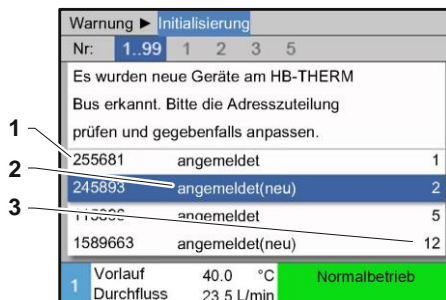 Warnung ► Initialisierung
Nr: 1..99 1 2 3 5
Es wurden neue Geräte am HB-THERM
Bus erkannt. Bitte die Adresszuteilung
prüfen und gegebenfalls anpassen.
1
255681 angemeldet 1
2
245893 angemeldet(neu) 2
3
angemeldet 5
1589663 angemeldet(neu) 12
1 Vorlauf 40.0 °C Normalbetrieb
Durchfluss 23.5 L/min